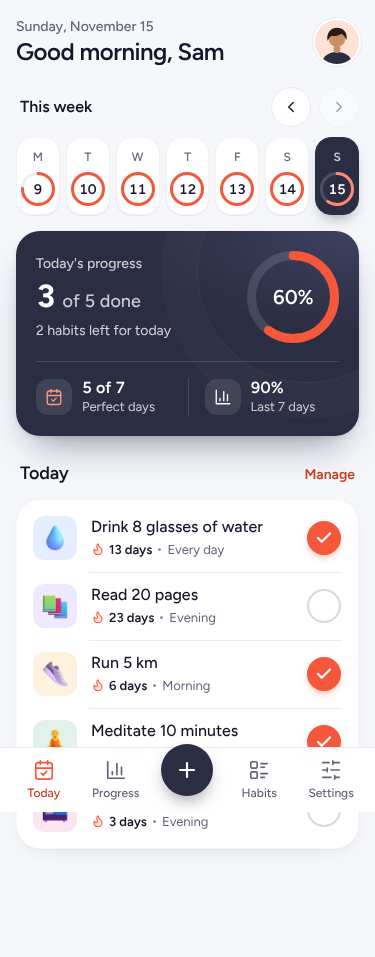 Sunday, November 15
Good morning, Sam
This week
M T W T F S S
9 10 11 12 13 14 15
Today's progress
3 of 5 done
2 habits left for today
60%
5 of 7
Perfect days
90%
Last 7 days
Today
Manage
Drink 8 glasses of water
13 days • Every day
Read 20 pages
23 days • Evening
Run 5 km
6 days • Morning
Meditate 10 minutes
Today
Progress
Habits
Settings
3 days • Evening